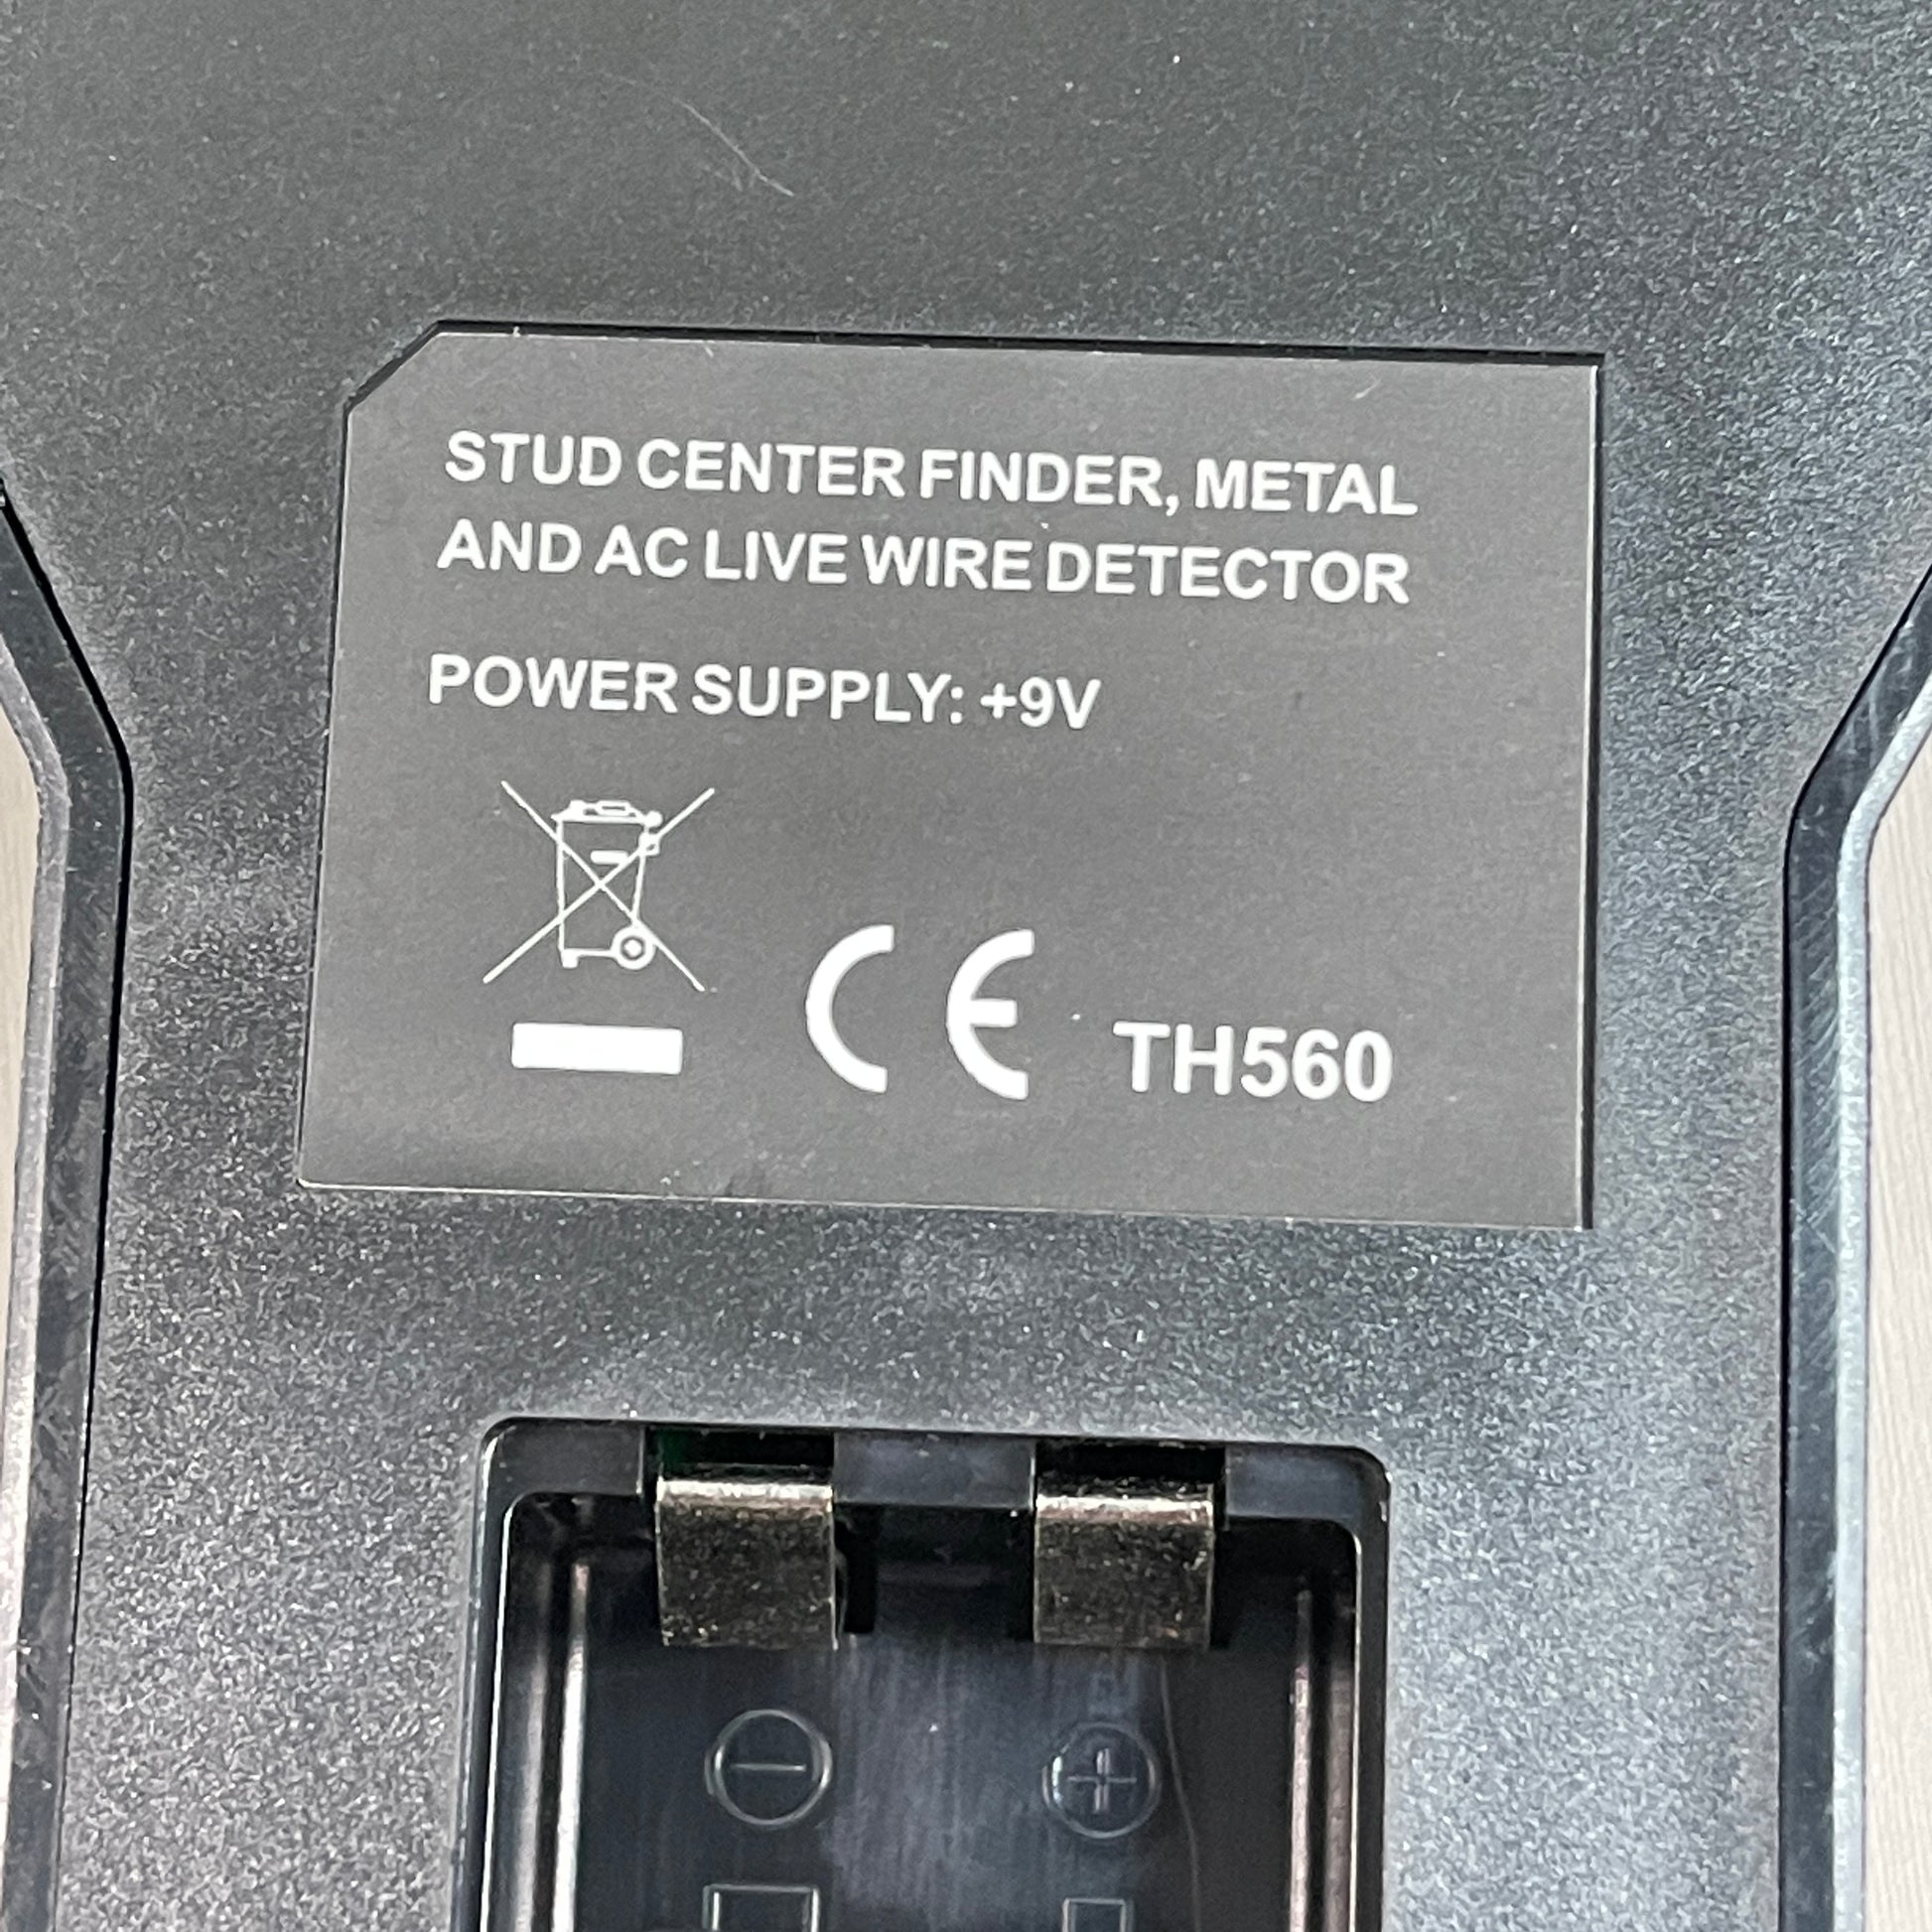 STUD CENTER FINDER, METAL
AND AC LIVE WIRE DETECTOR
POWER SUPPLY: +9V
CE TH560
− +